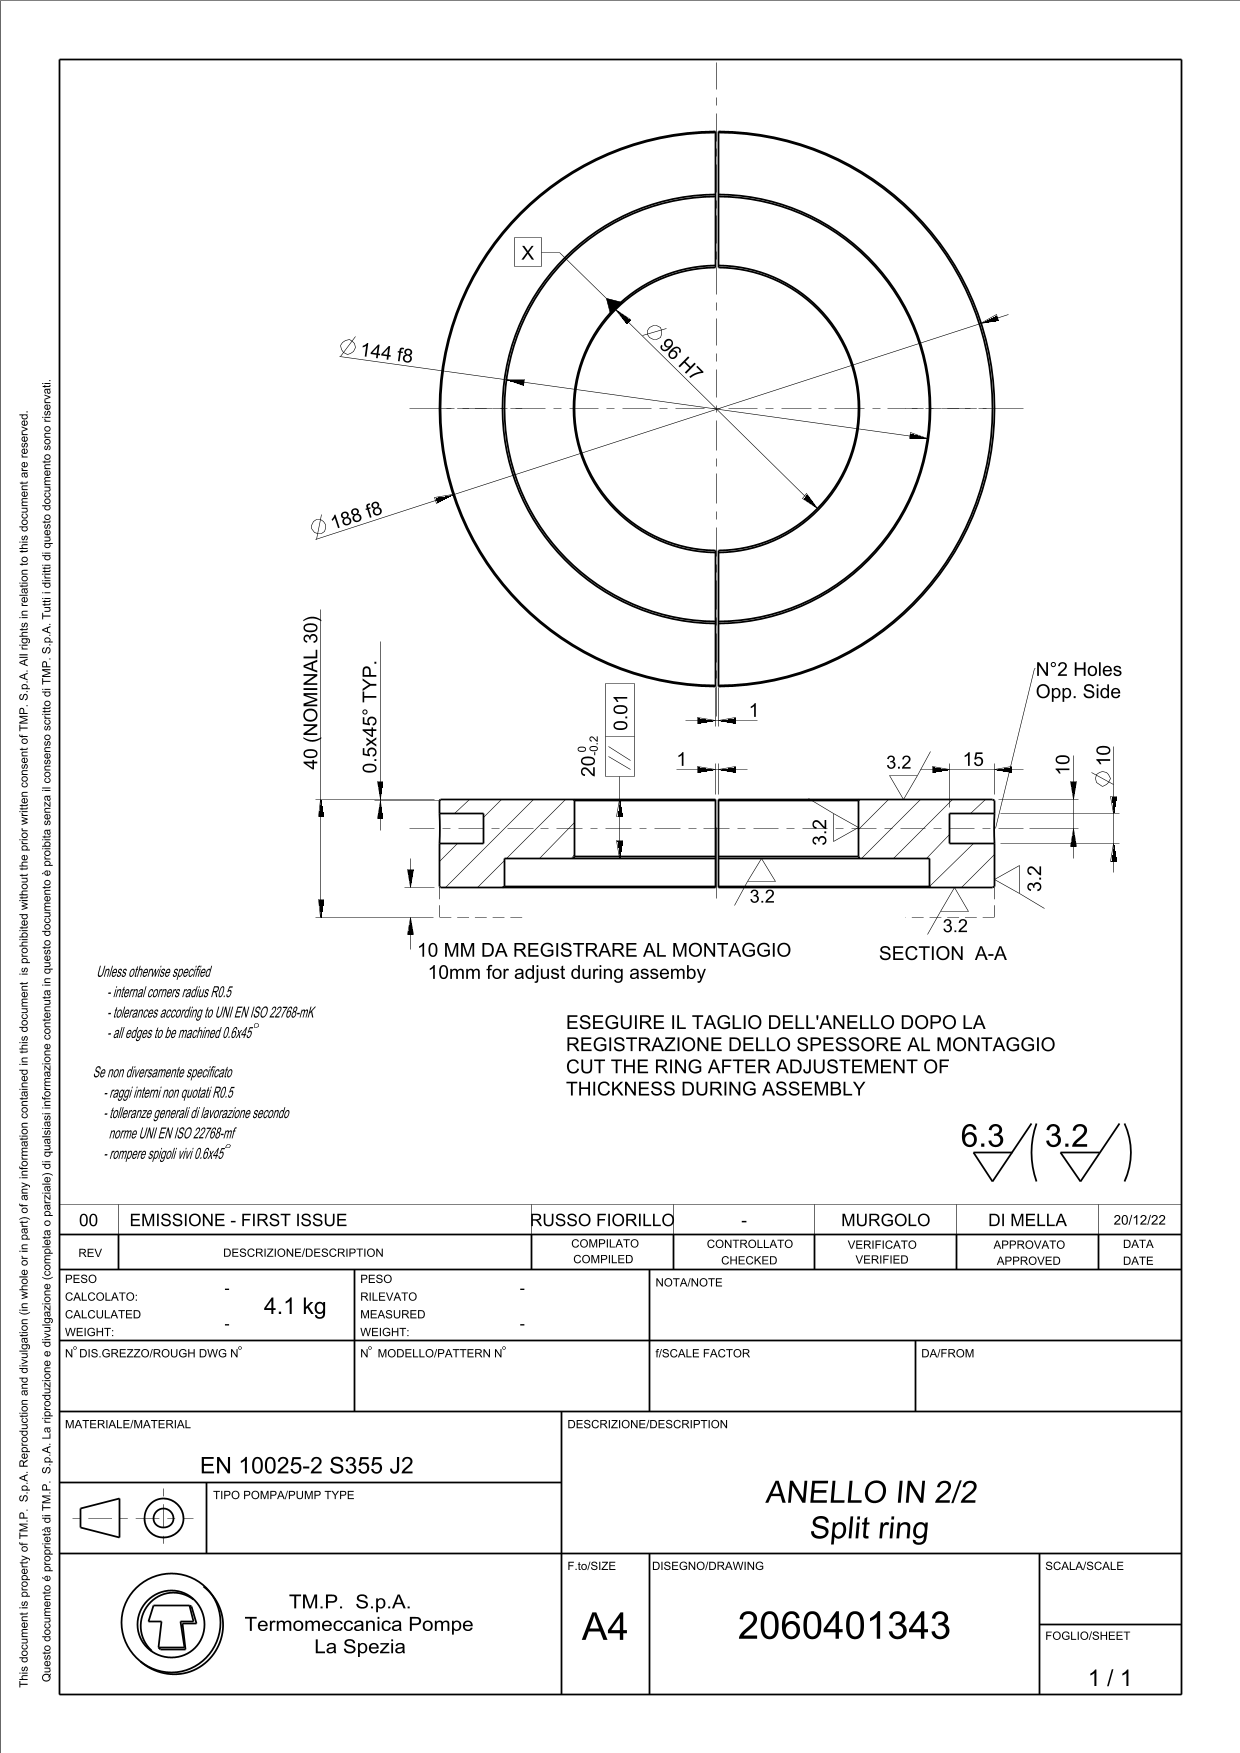 X
Ø 144 f8
Ø 96 H7
Ø 188 f8
40 (NOMINAL 30)
0.5x45° TYP.
20 0 -0.2
// 0.01
1
1
N°2 Holes
Opp. Side
3.2
15
10
Ø 10
3.2
3.2
3.2
3.2
10 MM DA REGISTRARE AL MONTAGGIO
10mm for adjust during assemby
SECTION A-A
Unless otherwise specified
- internal corners radius R0.5
- tolerances according to UNI EN ISO 22768-mK
- all edges to be machined 0.6x45°
Se non diversamente specificato
- raggi interni non quotati R0.5
- tolleranze generali di lavorazione secondo
norme UNI EN ISO 22768-mf
- rompere spigoli vivi 0.6x45°
ESEGUIRE IL TAGLIO DELL'ANELLO DOPO LA
REGISTRAZIONE DELLO SPESSORE AL MONTAGGIO
CUT THE RING AFTER ADJUSTEMENT OF
THICKNESS DURING ASSEMBLY
6.3 ( 3.2 )
00 EMISSIONE - FIRST ISSUE RUSSO FIORILLO - MURGOLO DI MELLA 20/12/22
REV DESCRIZIONE/DESCRIPTION COMPILATO COMPILED CONTROLLATO CHECKED VERIFICATO VERIFIED APPROVATO APPROVED DATA DATE
PESO
CALCOLATO: -
CALCULATED
WEIGHT: -
4.1 kg
PESO
RILEVATO -
MEASURED
WEIGHT: -
NOTA/NOTE
N° DIS.GREZZO/ROUGH DWG N°
N° MODELLO/PATTERN N°
f/SCALE FACTOR
DA/FROM
MATERIALE/MATERIAL
EN 10025-2 S355 J2
DESCRIZIONE/DESCRIPTION
ANELLO IN 2/2
Split ring
TIPO POMPA/PUMP TYPE
TM.P. S.p.A.
Termomeccanica Pompe
La Spezia
F.to/SIZE
A4
DISEGNO/DRAWING
2060401343
SCALA/SCALE
FOGLIO/SHEET
1 / 1
This document is property of TM.P. S.p.A. Reproduction and divulgation (in whole or in part) of any information contained in this document is prohibited without the prior written consent of TMP. S.p.A. All rights in relation to this document are reserved.
Questo documento é proprietà di TM.P. S.p.A. La riproduzione e divulgazione (completa o parziale) di qualsiasi informazione contenuta in questo documento è proibita senza il consenso scritto di TMP. S.p.A. Tutti i diritti di questo documento sono riservati.